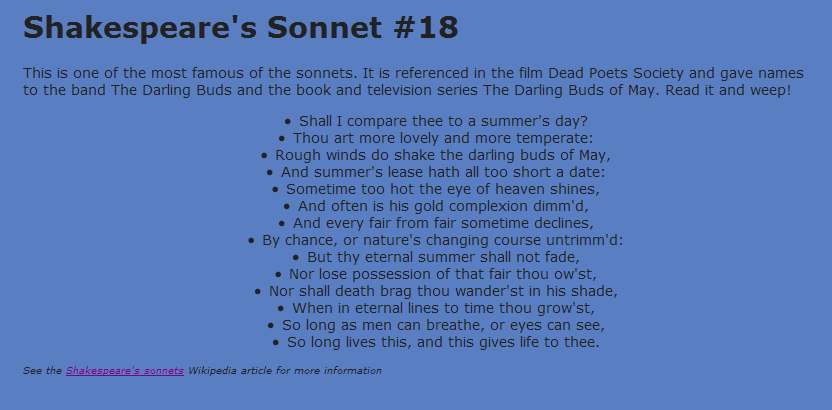 Shakespeare's Sonnet #18
This is one of the most famous of the sonnets. It is referenced in the film Dead Poets Society and gave names
to the band The Darling Buds and the book and television series The Darling Buds of May. Read it and weep!
• Shall I compare thee to a summer's day?
• Thou art more lovely and more temperate:
• Rough winds do shake the darling buds of May,
• And summer's lease hath all too short a date:
• Sometime too hot the eye of heaven shines,
• And often is his gold complexion dimm'd,
• And every fair from fair sometime declines,
• By chance, or nature's changing course untrimm'd:
• But thy eternal summer shall not fade,
• Nor lose possession of that fair thou ow'st,
• Nor shall death brag thou wander'st in his shade,
• When in eternal lines to time thou grow'st,
• So long as men can breathe, or eyes can see,
• So long lives this, and this gives life to thee.
See the Shakespeare's sonnets Wikipedia article for more information